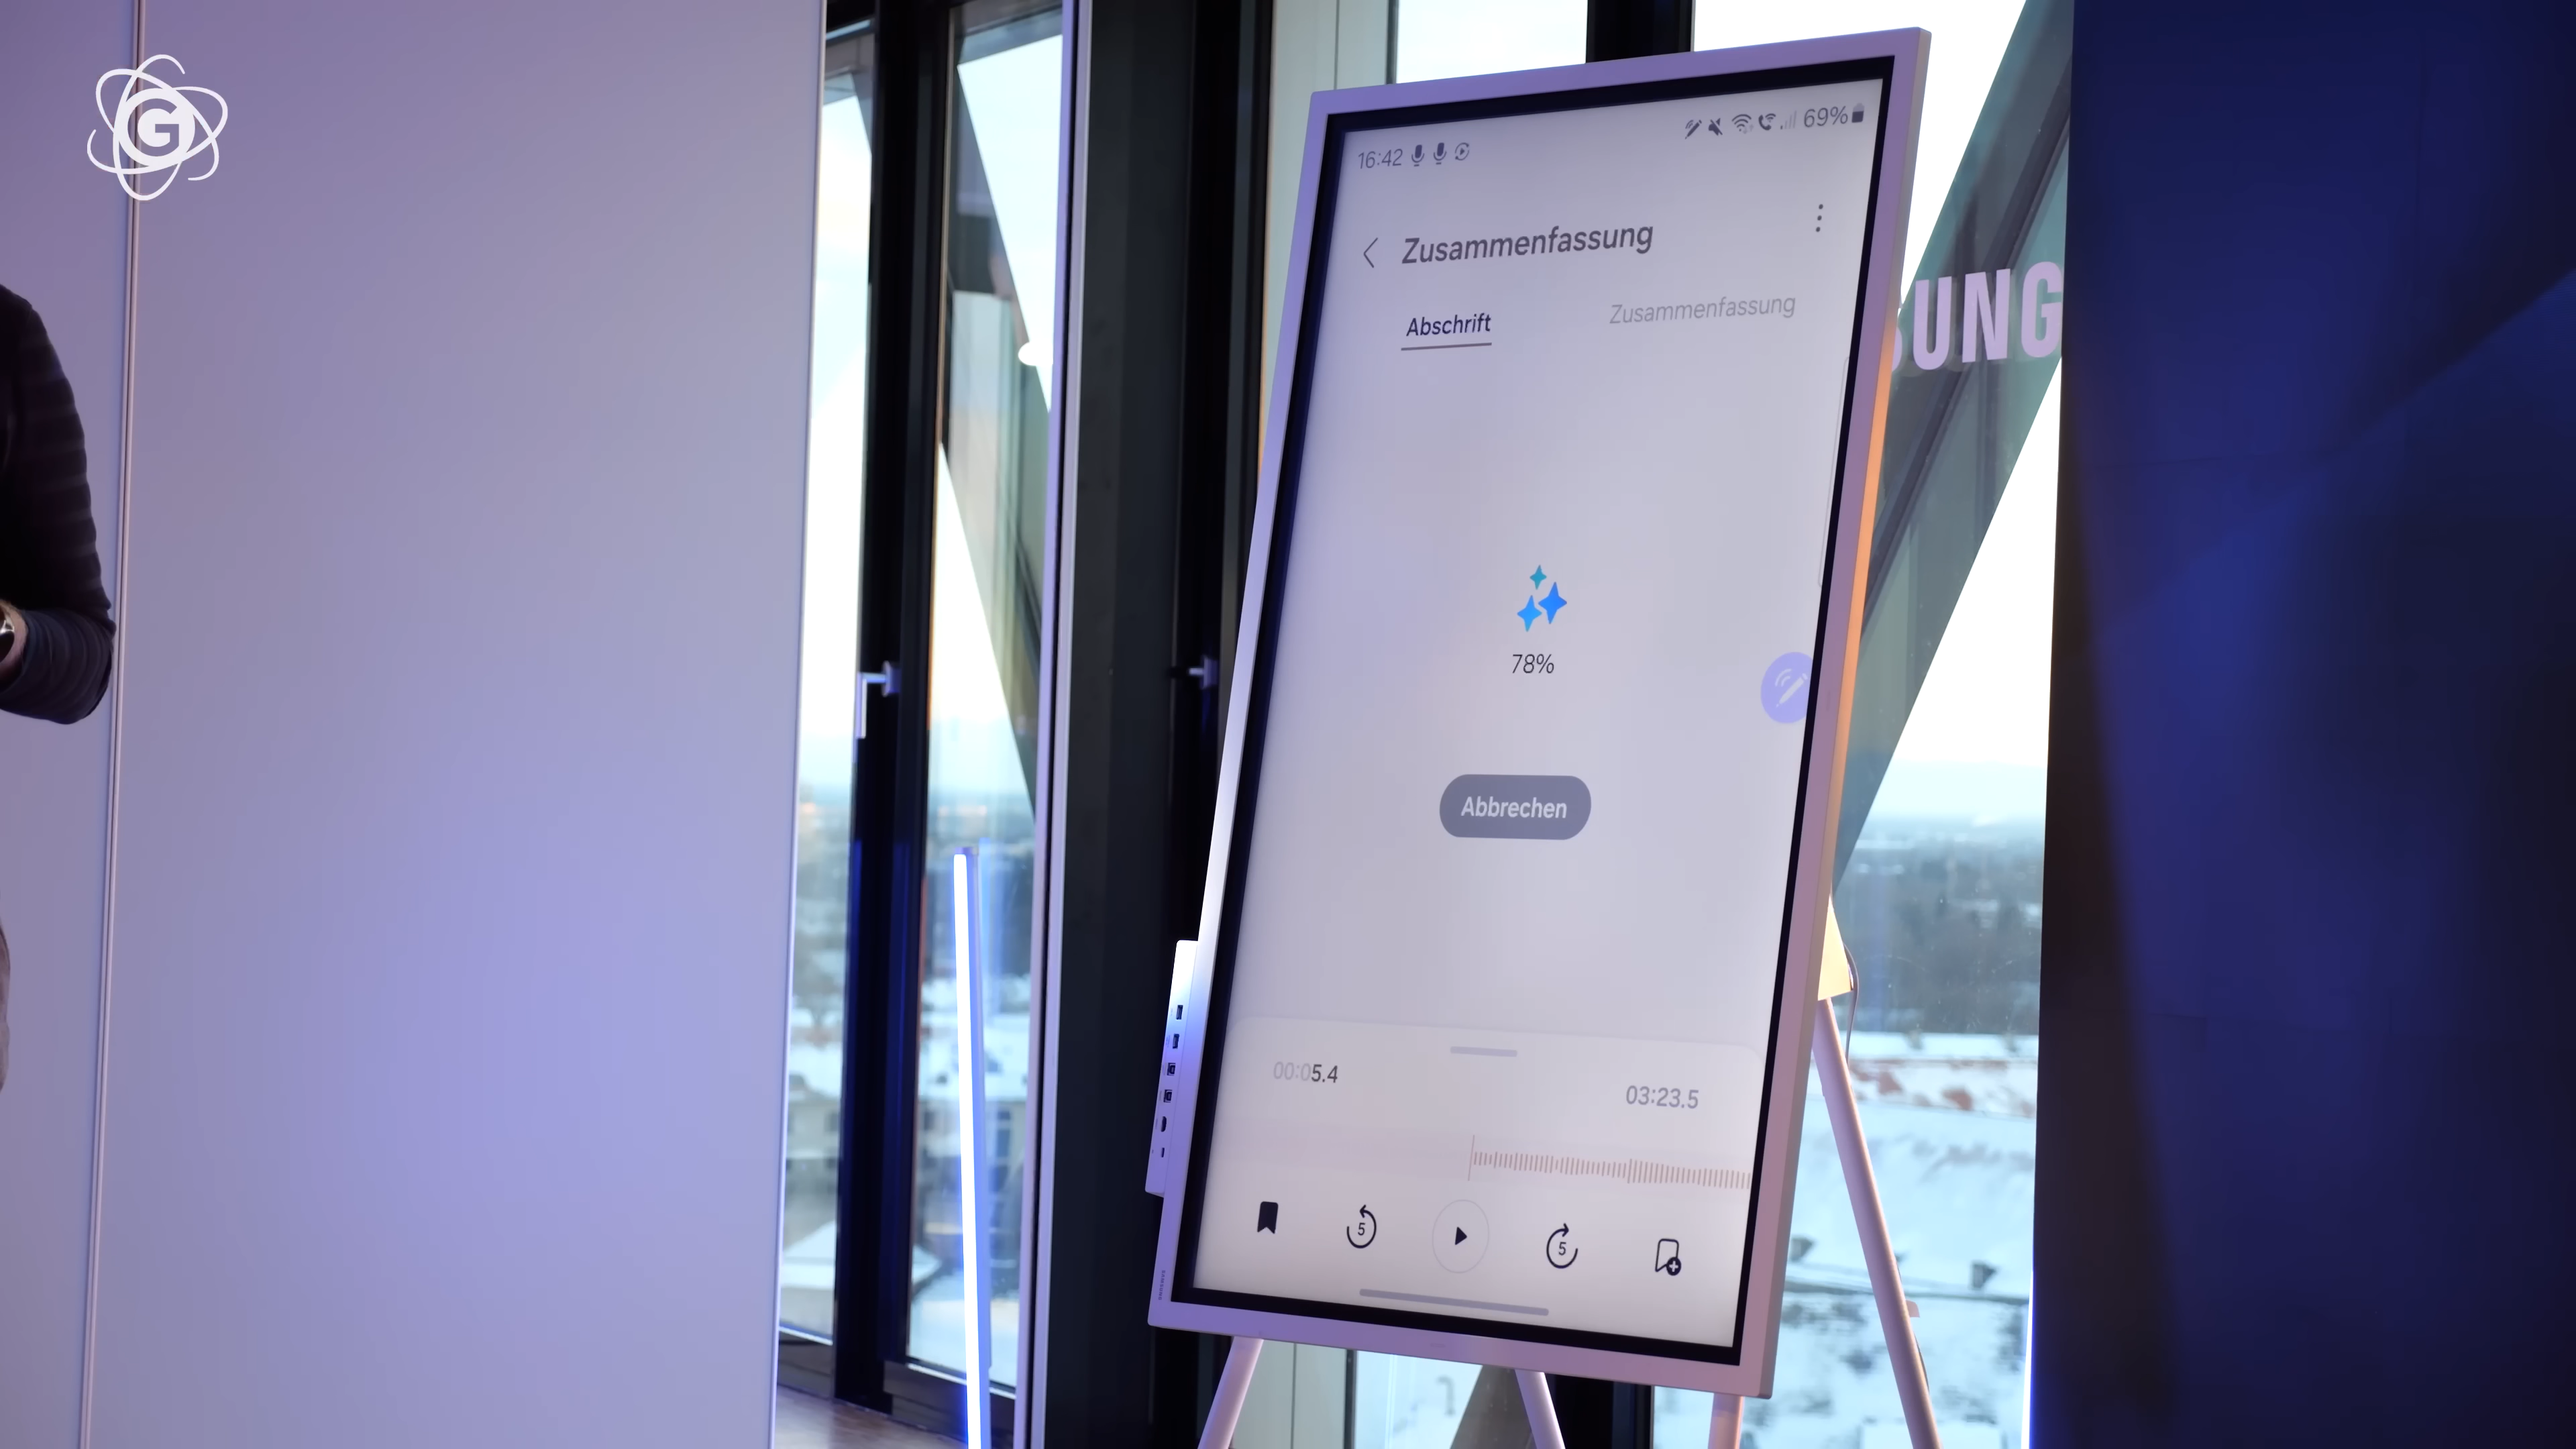 G
16:42
69%
Zusammenfassung
Abschrift
Zusammenfassung
SUNG
78%
Abbrechen
00:05.4
03:23.5
5
5